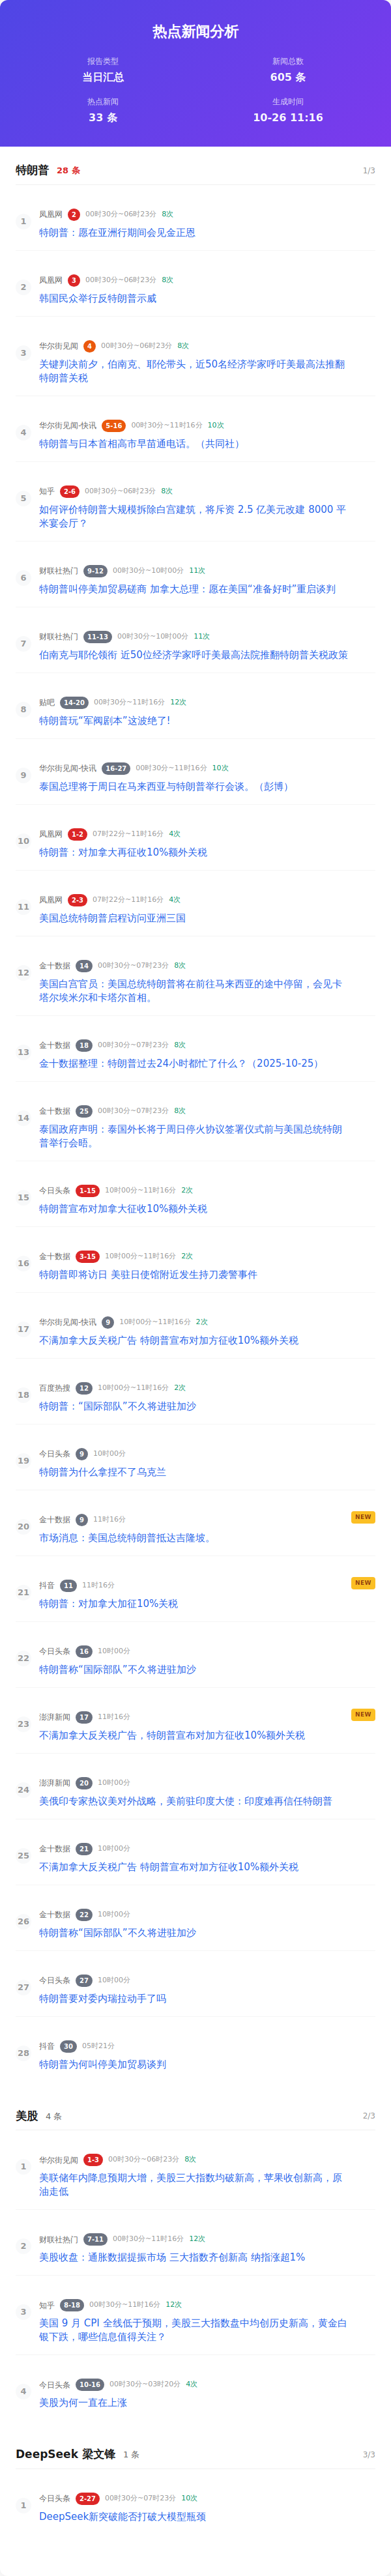 热点新闻分析
报告类型 新闻总数
当日汇总 605 条
热点新闻 生成时间
33 条 10-26 11:16
特朗普 28 条 1/3
1 凤凰网 2 00时30分~06时23分 8次
特朗普：愿在亚洲行期间会见金正恩
2 凤凰网 3 00时30分~06时23分 8次
韩国民众举行反特朗普示威
3 华尔街见闻 4 00时30分~06时23分 8次
关键判决前夕，伯南克、耶伦带头，近50名经济学家呼吁美最高法推翻
特朗普关税
4 华尔街见闻-快讯 5-16 00时30分~11时16分 10次
特朗普与日本首相高市早苗通电话。（共同社）
5 知乎 2-6 00时30分~06时23分 8次
如何评价特朗普大规模拆除白宫建筑，将斥资 2.5 亿美元改建 8000 平
米宴会厅？
6 财联社热门 9-12 00时30分~10时00分 11次
特朗普叫停美加贸易磋商 加拿大总理：愿在美国“准备好时”重启谈判
7 财联社热门 11-13 00时30分~10时00分 11次
伯南克与耶伦领衔 近50位经济学家呼吁美最高法院推翻特朗普关税政策
8 贴吧 14-20 00时30分~11时16分 12次
特朗普玩“军阀剧本”这波绝了!
9 华尔街见闻-快讯 16-27 00时30分~11时16分 10次
泰国总理将于周日在马来西亚与特朗普举行会谈。（彭博）
10 凤凰网 1-2 07时22分~11时16分 4次
特朗普：对加拿大再征收10%额外关税
11 凤凰网 2-3 07时22分~11时16分 4次
美国总统特朗普启程访问亚洲三国
12 金十数据 14 00时30分~07时23分 8次
美国白宫官员：美国总统特朗普将在前往马来西亚的途中停留，会见卡
塔尔埃米尔和卡塔尔首相。
13 金十数据 18 00时30分~07时23分 8次
金十数据整理：特朗普过去24小时都忙了什么？（2025-10-25）
14 金十数据 25 00时30分~07时23分 8次
泰国政府声明：泰国外长将于周日停火协议签署仪式前与美国总统特朗
普举行会晤。
15 今日头条 1-15 10时00分~11时16分 2次
特朗普宣布对加拿大征收10%额外关税
16 金十数据 3-15 10时00分~11时16分 2次
特朗普即将访日 美驻日使馆附近发生持刀袭警事件
17 华尔街见闻-快讯 9 10时00分~11时16分 2次
不满加拿大反关税广告 特朗普宣布对加方征收10%额外关税
18 百度热搜 12 10时00分~11时16分 2次
特朗普：“国际部队”不久将进驻加沙
19 今日头条 9 10时00分
特朗普为什么拿捏不了乌克兰
20 金十数据 9 11时16分 NEW
市场消息：美国总统特朗普抵达吉隆坡。
21 抖音 11 11时16分 NEW
特朗普：对加拿大加征10%关税
22 今日头条 16 10时00分
特朗普称“国际部队”不久将进驻加沙
23 澎湃新闻 17 11时16分 NEW
不满加拿大反关税广告，特朗普宣布对加方征收10%额外关税
24 澎湃新闻 20 10时00分
美俄印专家热议美对外战略，美前驻印度大使：印度难再信任特朗普
25 金十数据 21 10时00分
不满加拿大反关税广告 特朗普宣布对加方征收10%额外关税
26 金十数据 22 10时00分
特朗普称“国际部队”不久将进驻加沙
27 今日头条 27 10时00分
特朗普要对委内瑞拉动手了吗
28 抖音 30 05时21分
特朗普为何叫停美加贸易谈判
美股 4 条 2/3
1 华尔街见闻 1-3 00时30分~06时23分 8次
美联储年内降息预期大增，美股三大指数均破新高，苹果收创新高，原
油走低
2 财联社热门 7-11 00时30分~11时16分 12次
美股收盘：通胀数据提振市场 三大指数齐创新高 纳指涨超1%
3 知乎 8-18 00时30分~11时16分 12次
美国 9 月 CPI 全线低于预期，美股三大指数盘中均创历史新高，黄金白
银下跌，哪些信息值得关注？
4 今日头条 10-16 00时30分~03时20分 4次
美股为何一直在上涨
DeepSeek 梁文锋 1 条 3/3
1 今日头条 2-27 00时30分~07时23分 10次
DeepSeek新突破能否打破大模型瓶颈